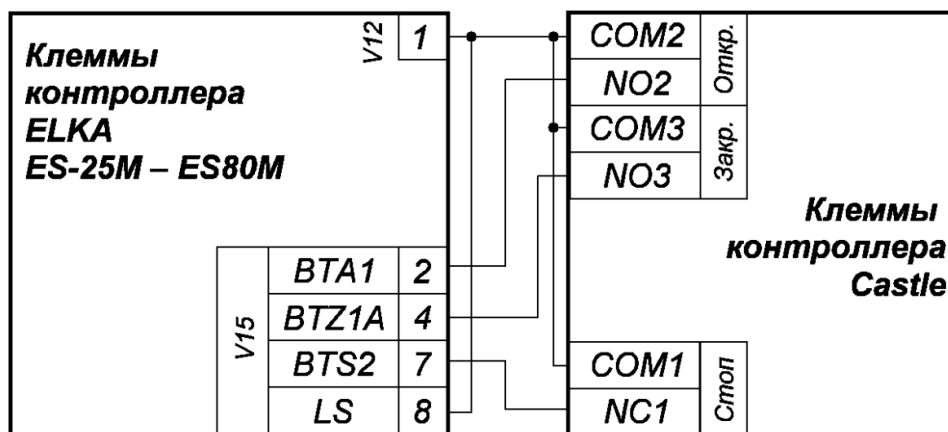 Клеммы
контроллера
ELKA
ES-25M – ES80M
V12
1
COM2
NO2
Откр.
COM3
NO3
Закр.
Клеммы
контроллера
Castle
V15
BTA1 2
BTZ1A 4
BTS2 7
LS 8
COM1
NC1
Стоп